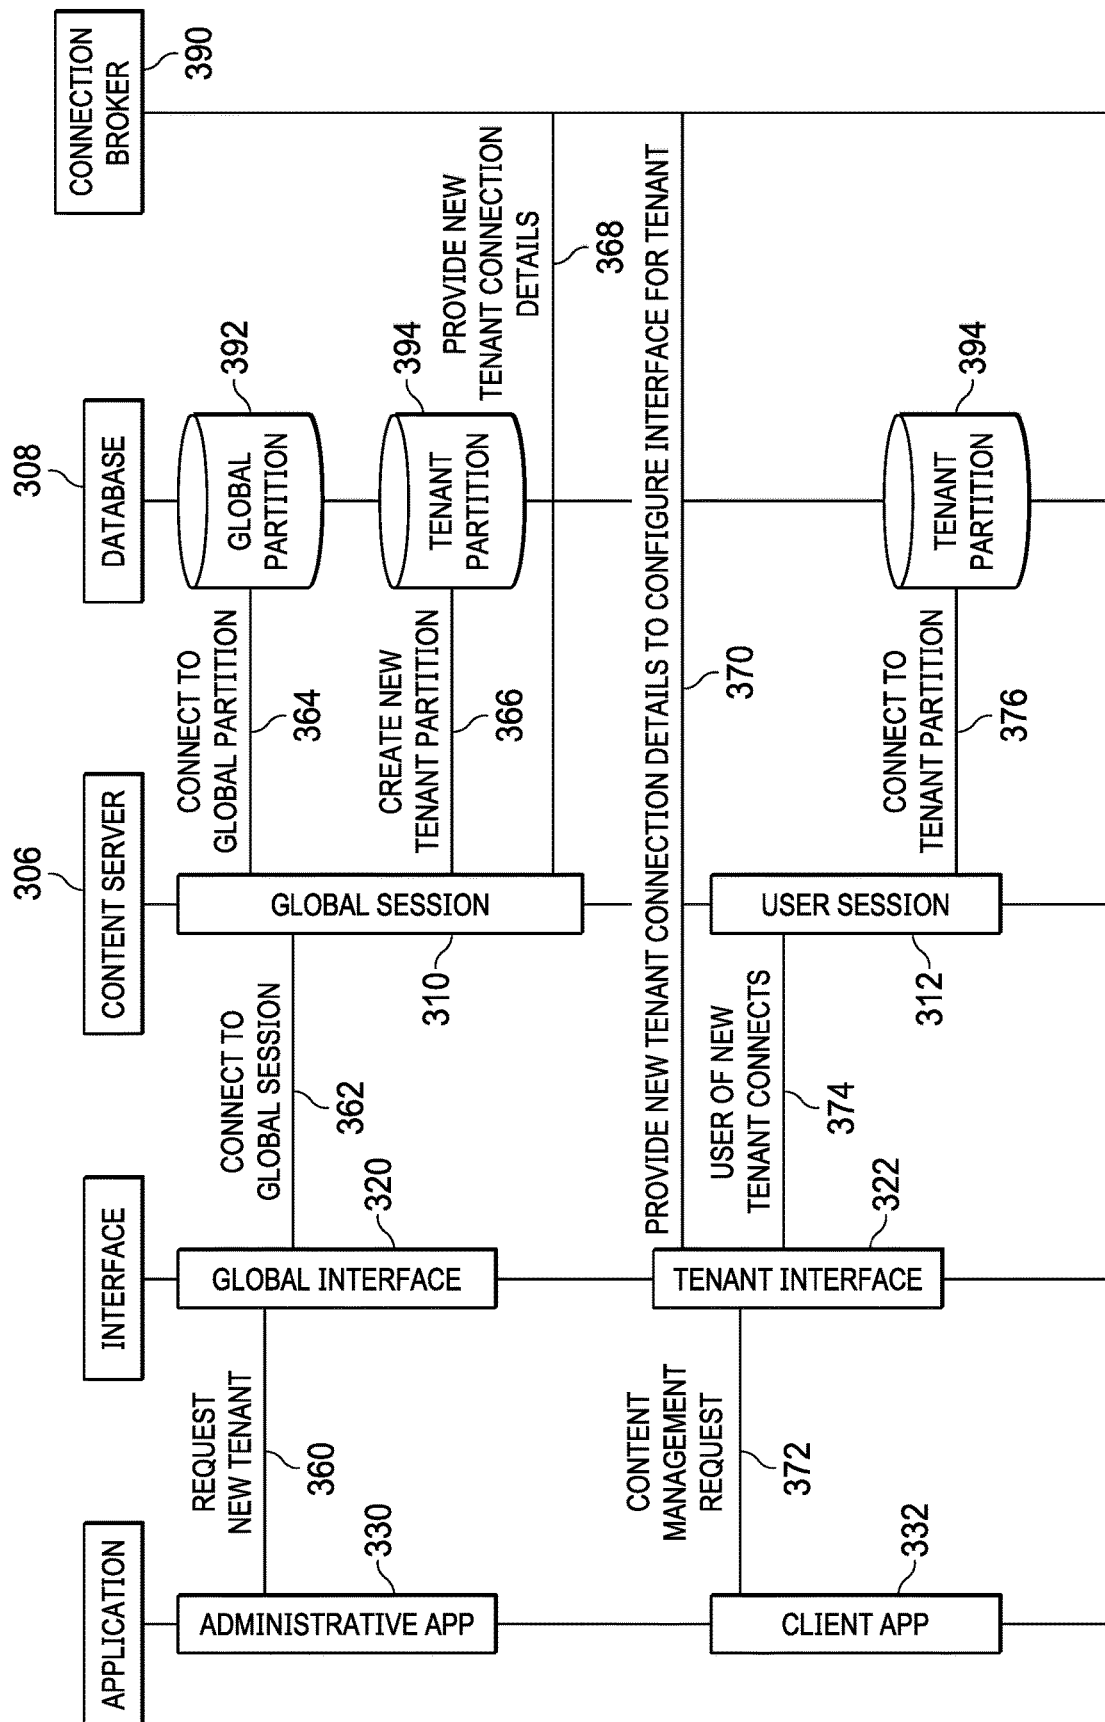 APPLICATION
INTERFACE
CONTENT SERVER
306
DATABASE
308
CONNECTION
BROKER
390
ADMINISTRATIVE APP
330
REQUEST
NEW TENANT
360
GLOBAL INTERFACE
320
CONNECT TO
GLOBAL SESSION
362
GLOBAL SESSION
310
CONNECT TO
GLOBAL PARTITION
364
GLOBAL
PARTITION
392
CREATE NEW
TENANT PARTITION
366
TENANT
PARTITION
394
PROVIDE NEW
TENANT CONNECTION
DETAILS
368
PROVIDE NEW TENANT CONNECTION DETAILS TO CONFIGURE INTERFACE FOR TENANT
370
CLIENT APP
332
CONTENT
MANAGEMENT
REQUEST
372
TENANT INTERFACE
322
USER OF NEW
TENANT CONNECTS
374
USER SESSION
312
CONNECT TO
TENANT PARTITION
376
TENANT
PARTITION
394